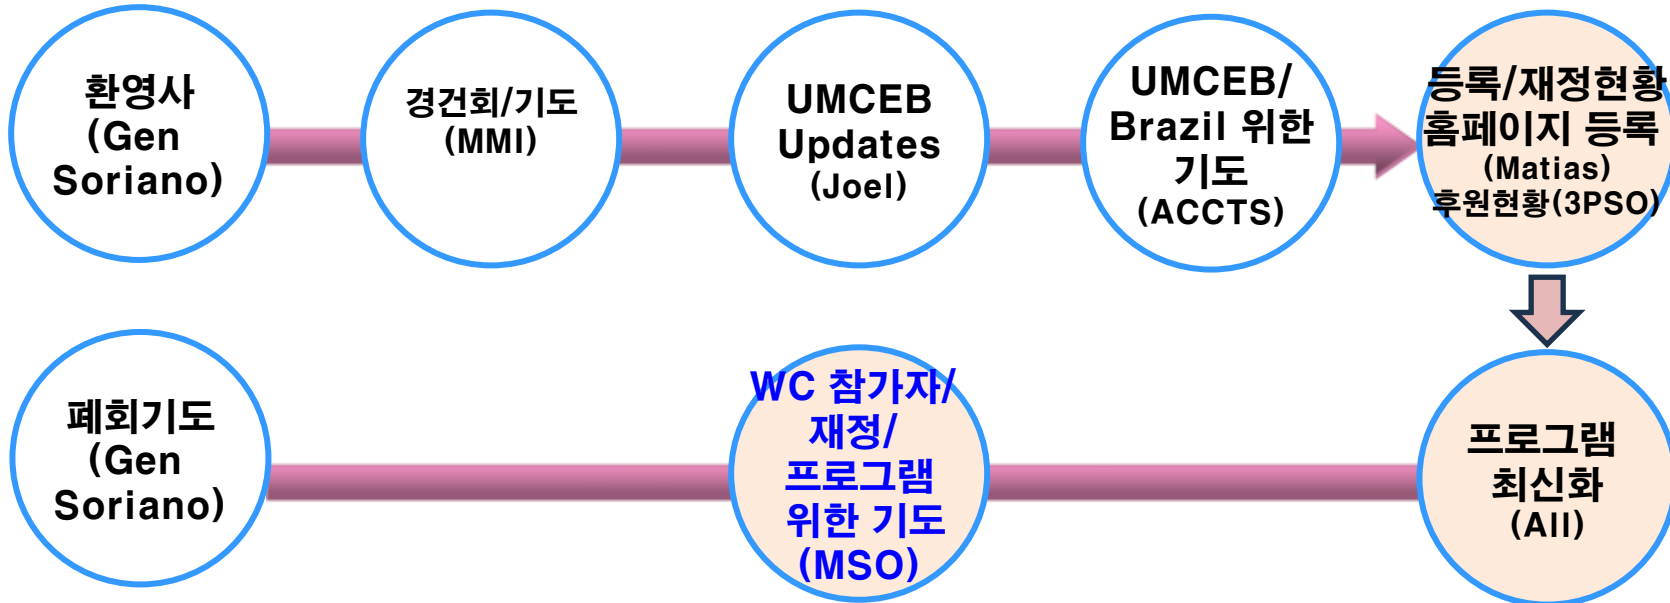 환영사
(Gen
Soriano)
경건회/기도
(MMI)
UMCEB
Updates
(Joel)
UMCEB/
Brazil 위한
기도
(ACCTS)
등록/재정현황
홈페이지 등록
(Matias)
후원현황(3PSO)
폐회기도
(Gen
Soriano)
WC 참가자/
재정/
프로그램
위한 기도
(MSO)
프로그램
최신화
(All)